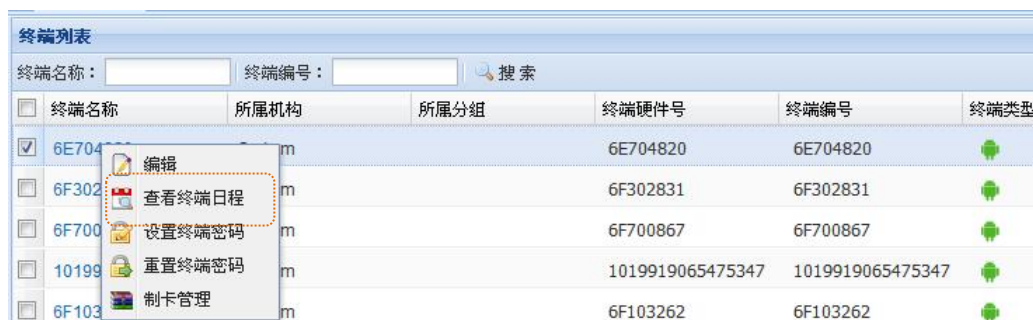 终端列表
终端名称： 终端编号： 搜索
终端名称 所属机构 所属分组 终端硬件号 终端编号 终端类型
6E704 m 6E704820 6E704820
编辑
6F302 m 6F302831 6F302831
查看终端日程
6F700 m 6F700867 6F700867
设置终端密码
10199 m 1019919065475347 1019919065475347
重置终端密码
6F103 m 6F103262 6F103262
制卡管理